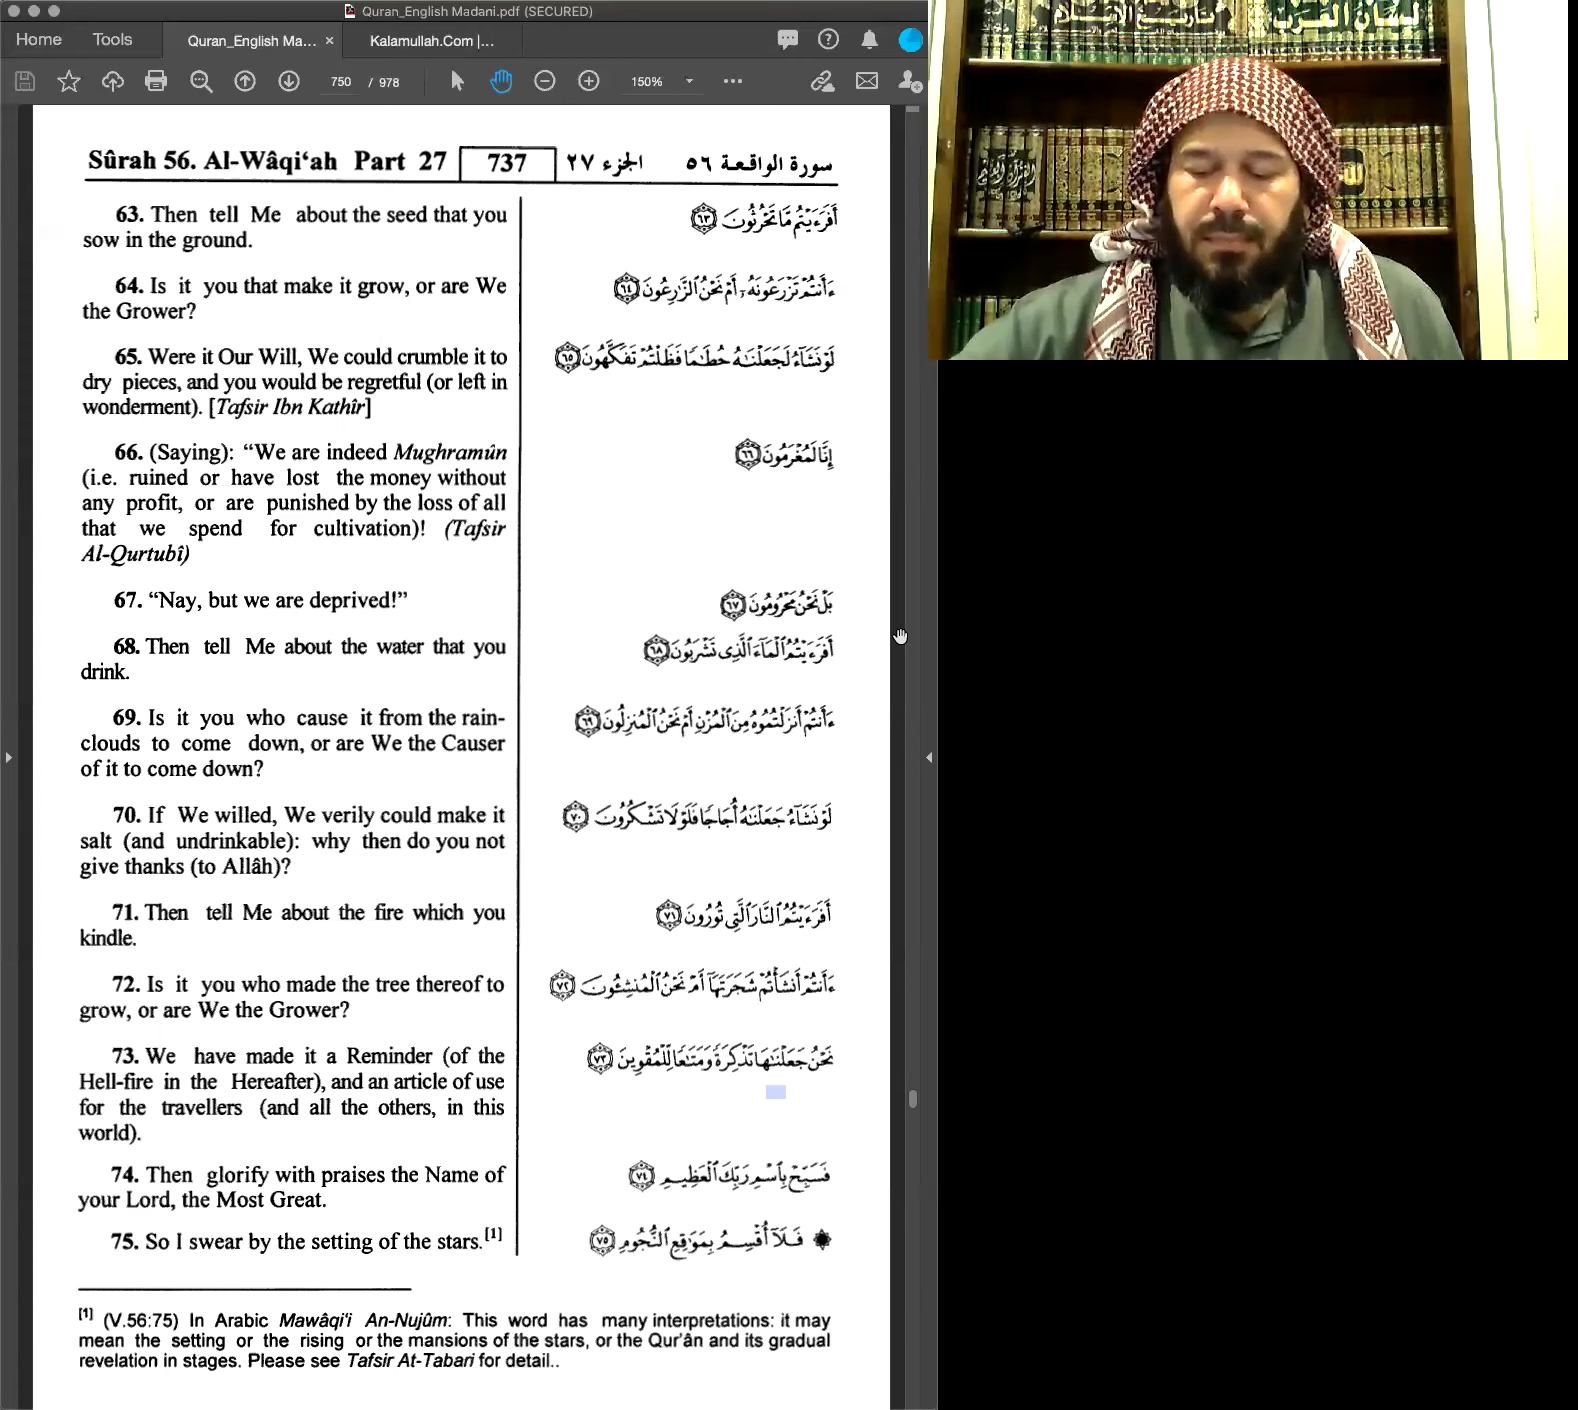 Quran_English Madani.pdf (SECURED)
Home Tools Quran_English Ma... × Kalamullah.Com |...
750 / 978 150%
Sûrah 56. Al-Wâqi‘ah Part 27 737 الجزء ٢٧ سورة الواقعة ٥٦
63. Then tell Me about the seed that you
sow in the ground.
أَفَرَءَيْتُم مَّا تَحْرُثُونَ ٦٣
64. Is it you that make it grow, or are We
the Grower?
ءَأَنتُمْ تَزْرَعُونَهُۥٓ أَمْ نَحْنُ ٱلزَّٰرِعُونَ ٦٤
65. Were it Our Will, We could crumble it to
dry pieces, and you would be regretful (or left in
wonderment). [Tafsir Ibn Kathîr]
لَوْ نَشَآءُ لَجَعَلْنَٰهُ حُطَٰمًا فَظَلْتُمْ تَفَكَّهُونَ ٦٥
66. (Saying): “We are indeed Mughramûn
(i.e. ruined or have lost the money without
any profit, or are punished by the loss of all
that we spend for cultivation)! (Tafsir
Al-Qurtubî)
إِنَّا لَمُغْرَمُونَ ٦٦
67. “Nay, but we are deprived!”
بَلْ نَحْنُ مَحْرُومُونَ ٦٧
68. Then tell Me about the water that you
drink.
أَفَرَءَيْتُمُ ٱلْمَآءَ ٱلَّذِى تَشْرَبُونَ ٦٨
69. Is it you who cause it from the rain-
clouds to come down, or are We the Causer
of it to come down?
ءَأَنتُمْ أَنزَلْتُمُوهُ مِنَ ٱلْمُزْنِ أَمْ نَحْنُ ٱلْمُنزِلُونَ ٦٩
70. If We willed, We verily could make it
salt (and undrinkable): why then do you not
give thanks (to Allâh)?
لَوْ نَشَآءُ جَعَلْنَٰهُ أُجَاجًا فَلَوْلَا تَشْكُرُونَ ٧٠
71. Then tell Me about the fire which you
kindle.
أَفَرَءَيْتُمُ ٱلنَّارَ ٱلَّتِى تُورُونَ ٧١
72. Is it you who made the tree thereof to
grow, or are We the Grower?
ءَأَنتُمْ أَنشَأْتُمْ شَجَرَتَهَآ أَمْ نَحْنُ ٱلْمُنشِـُٔونَ ٧٢
73. We have made it a Reminder (of the
Hell-fire in the Hereafter), and an article of use
for the travellers (and all the others, in this
world).
نَحْنُ جَعَلْنَٰهَا تَذْكِرَةً وَمَتَٰعًا لِّلْمُقْوِينَ ٧٣
74. Then glorify with praises the Name of
your Lord, the Most Great.
فَسَبِّحْ بِٱسْمِ رَبِّكَ ٱلْعَظِيمِ ٧٤
75. So I swear by the setting of the stars.[1]
فَلَآ أُقْسِمُ بِمَوَٰقِعِ ٱلنُّجُومِ ٧٥
[1] (V.56:75) In Arabic Mawâqi‘i An-Nujûm: This word has many interpretations: it may
mean the setting or the rising or the mansions of the stars, or the Qur’ân and its gradual
revelation in stages. Please see Tafsir At-Tabari for detail..
تاريخ الإسلام
لسان العرب